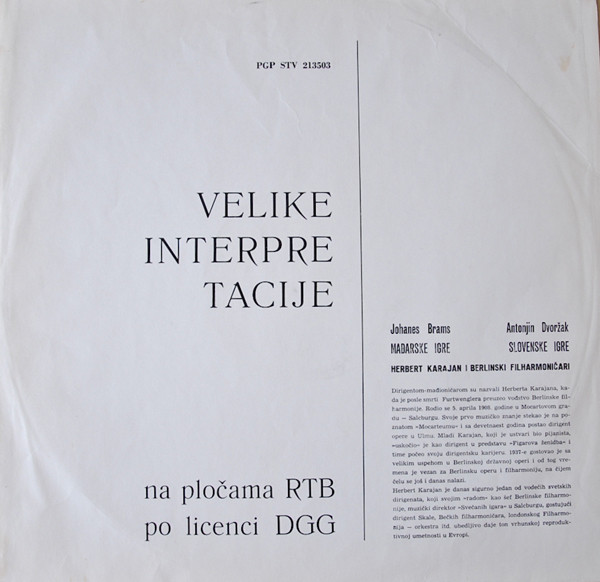 PGP STV 213503
VELIKE
INTERPRE
TACIJE
na pločama RTB
po licenci DGG
Johanes Brams Antonjin Dvoržak
MAĐARSKE IGRE SLOVENSKE IGRE
HERBERT KARAJAN I BERLINSKI FILHARMONIČARI
Dirigentom-mađioničarom su nazvali Herberta Karajana, ka-
da je posle smrti Furtwenglera preuzeo vođstvo Berlinske fil-
harmonije. Rodio se 5. aprila 1908. godine u Mocartovom gra-
du — Salcburgu. Svoje prvo muzičko znanje stekao je na po-
znatom »Mocarteumu« i sa devetnaest godina postao dirigent
opere u Ulmu. Mladi Karajan, koji je ustvari bio pijanista,
»uskočio« je kao dirigent u predstavu »Figarova ženidba« i
time počeo svoju dirigentsku karijeru. 1937-e gostovao je sa
velikim uspehom u Berlinskoj državnoj operi i od tog vre-
mena je vezan za Berlinsku operu i filharmoniju, na čijem
čelu se još i danas nalazi.
Herbert Karajan je danas sigurno jedan od vodećih svetskih
dirigenata, koji svojim »radom« kao šef Berlinske filharmo-
nije, muzički direktor »Svečanih igara« u Salcburgu, gostujući
dirigent Skale, Bečkih filharmoničara, londonskog Filharmo-
nija — orkestra itd. ubedljivo daje ton vrhunskoj reproduk-
tivnoj umetnosti u Evropi.